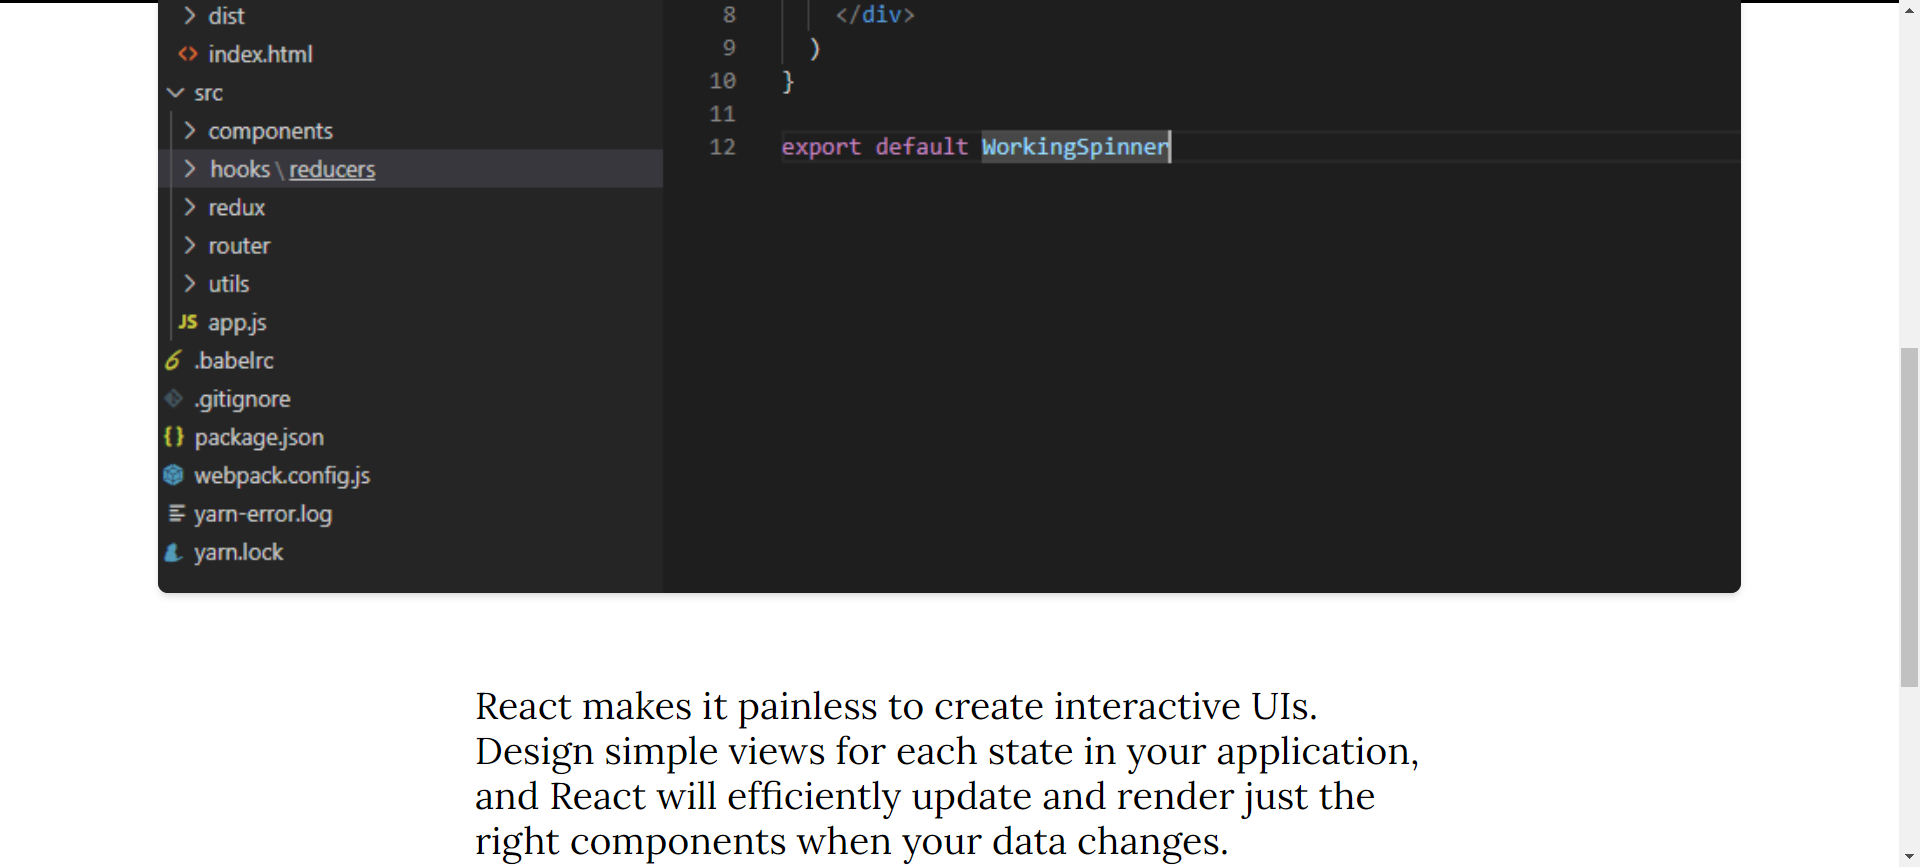 dist
index.html
src
components
hooks \ reducers
redux
router
utils
JS app.js
.babelrc
.gitignore
{} package.json
webpack.config.js
yarn-error.log
yarn.lock
8 </div>
9 )
10 }
11
12 export default WorkingSpinner
React makes it painless to create interactive UIs.
Design simple views for each state in your application,
and React will efficiently update and render just the
right components when your data changes.